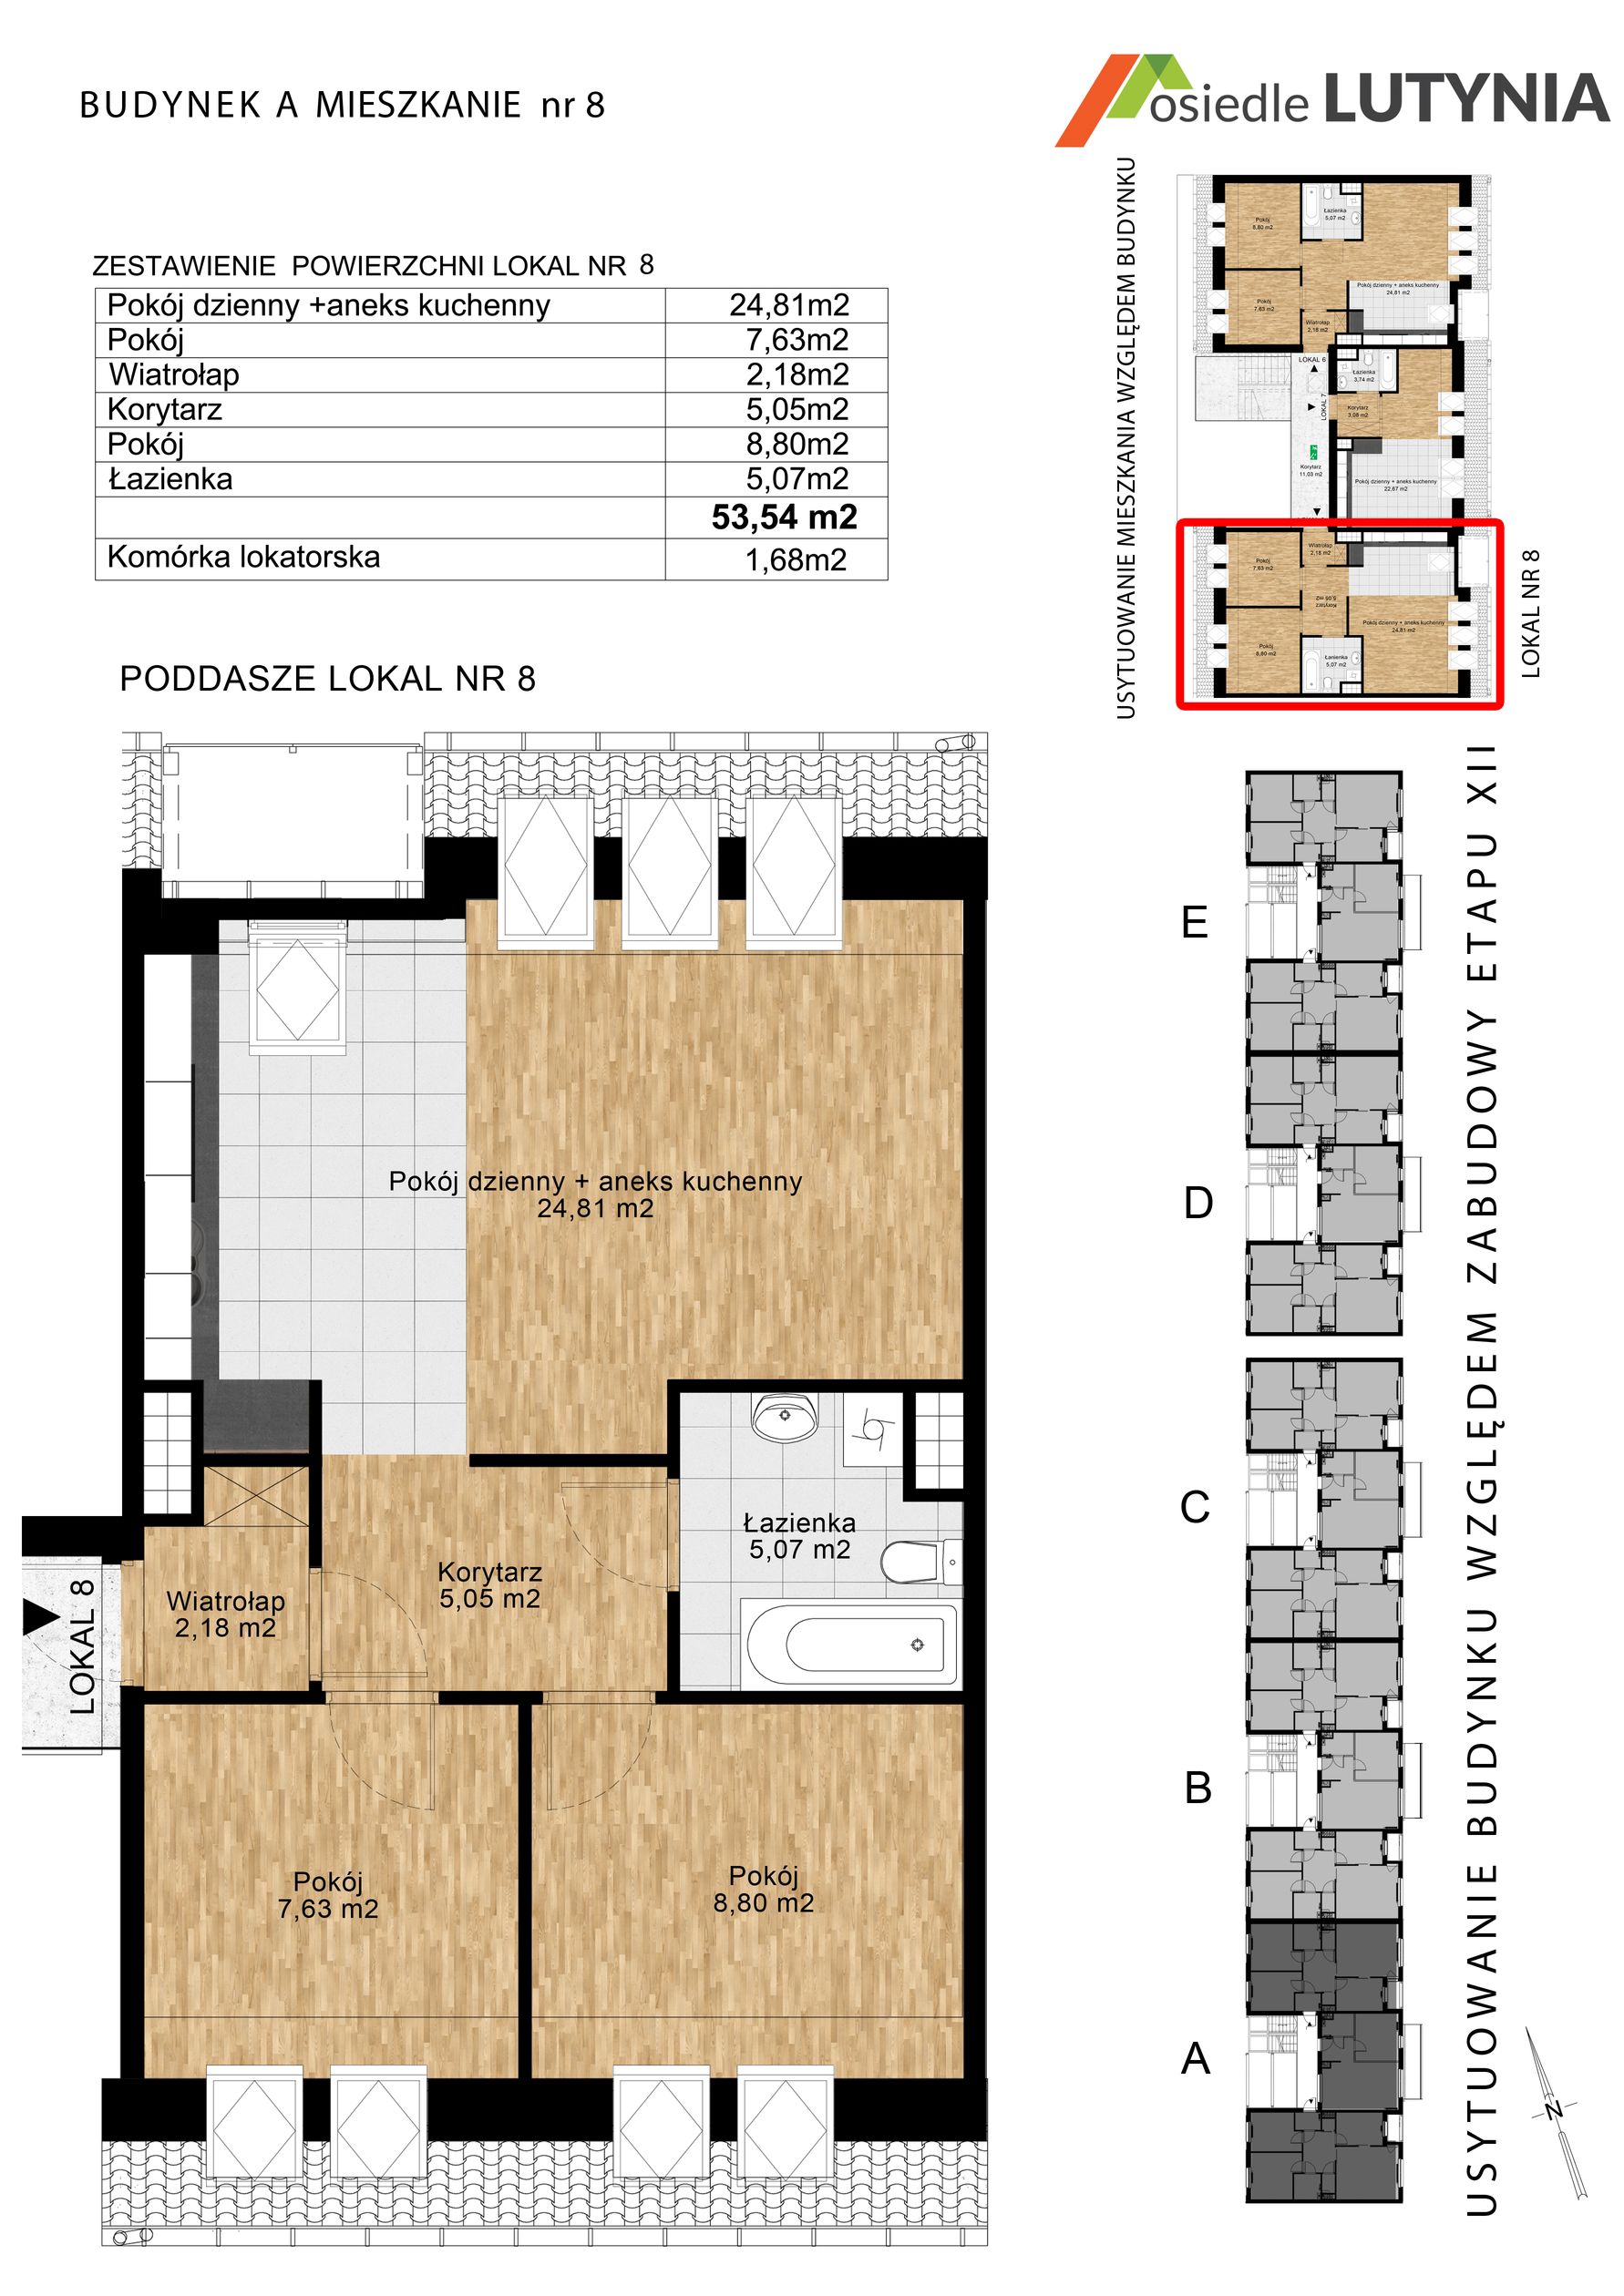 BUDYNEK A MIESZKANIE nr 8
osiedle LUTYNIA
ZESTAWIENIE POWIERZCHNI LOKAL NR 8
Pokój dzienny +aneks kuchenny 24,81m2
Pokój 7,63m2
Wiatrołap 2,18m2
Korytarz 5,05m2
Pokój 8,80m2
Łazienka 5,07m2
53,54 m2
Komórka lokatorska 1,68m2
USYTUOWANIE MIESZKANIA WZGLĘDEM BUDYNKU
Pokój
8,80 m2
Łazienka
5,07 m2
Pokój dzienny + aneks kuchenny
24,81 m2
Pokój
7,63 m2
Wiatrołap
2,18 m2
LOKAL 6
Łazienka
3,74 m2
LOKAL 7
Korytarz
3,08 m2
Korytarz
11,03 m2
Pokój dzienny + aneks kuchenny
22,67 m2
Wiatrołap
2,18 m2
Pokój
7,63 m2
Korytarz
5,05 m2
Pokój dzienny + aneks kuchenny
24,81 m2
Pokój
8,80 m2
Łazienka
5,07 m2
LOKAL NR 8
PODDASZE LOKAL NR 8
Pokój dzienny + aneks kuchenny
24,81 m2
Łazienka
5,07 m2
Korytarz
5,05 m2
Wiatrołap
2,18 m2
LOKAL 8
Pokój
7,63 m2
Pokój
8,80 m2
E
D
C
B
A
USYTUOWANIE BUDYNKU WZGLĘDEM ZABUDOWY ETAPU XII
N